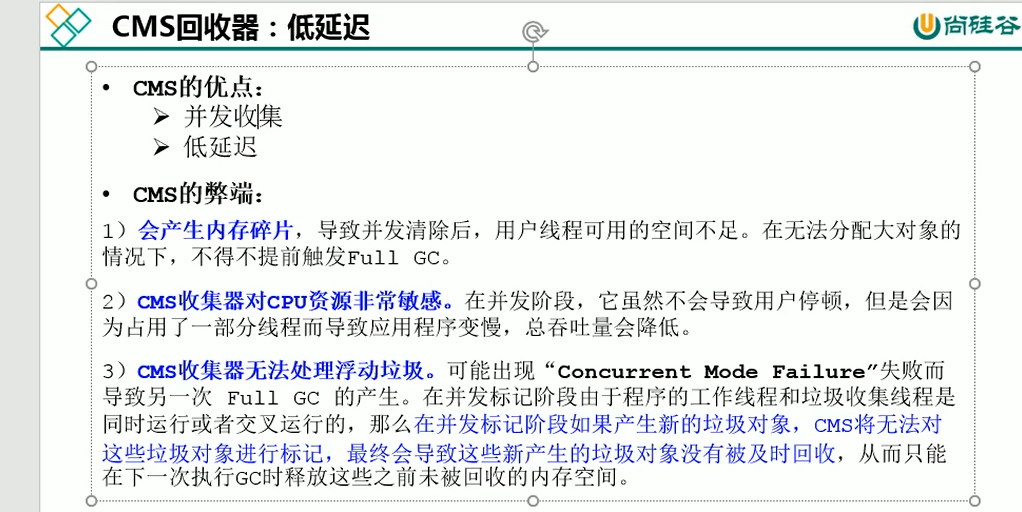 CMS回收器：低延迟
尚硅谷
• CMS的优点：
➢ 并发收集
➢ 低延迟
• CMS的弊端：
1）会产生内存碎片，导致并发清除后，用户线程可用的空间不足。在无法分配大对象的
情况下，不得不提前触发Full GC。
2）CMS收集器对CPU资源非常敏感。在并发阶段，它虽然不会导致用户停顿，但是会因
为占用了一部分线程而导致应用程序变慢，总吞吐量会降低。
3）CMS收集器无法处理浮动垃圾。可能出现“Concurrent Mode Failure”失败而
导致另一次 Full GC 的产生。在并发标记阶段由于程序的工作线程和垃圾收集线程是
同时运行或者交叉运行的，那么在并发标记阶段如果产生新的垃圾对象，CMS将无法对
这些垃圾对象进行标记，最终会导致这些新产生的垃圾对象没有被及时回收，从而只能
在下一次执行GC时释放这些之前未被回收的内存空间。